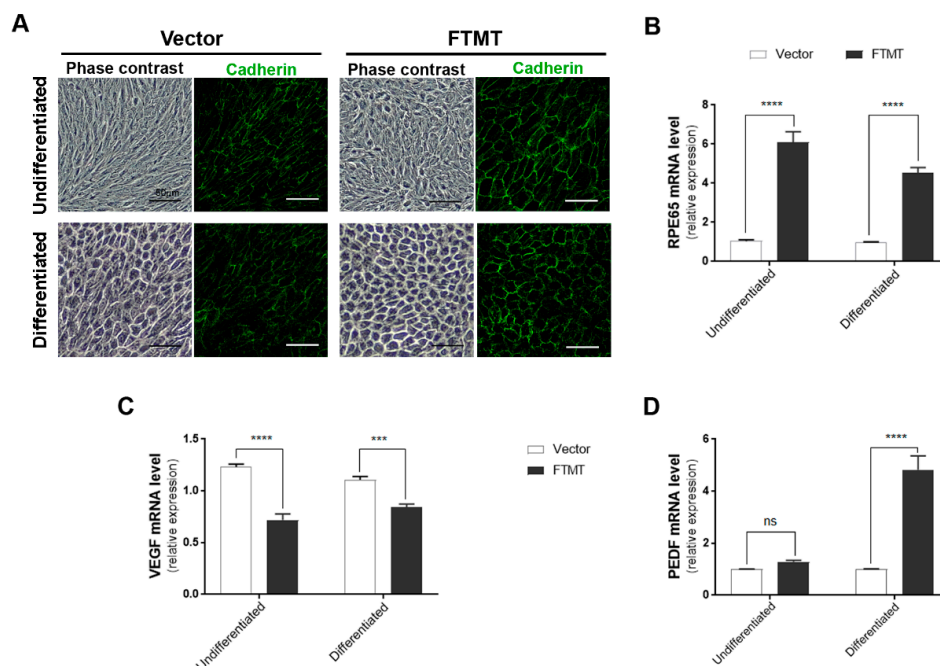 A
Vector
FTMT
Phase contrast
Cadherin
Phase contrast
Cadherin
Undifferentiated
50μm
Differentiated
B
Vector
FTMT
RPE65 mRNA level
(relative expression)
8
6
4
2
0
****
****
Undifferentiated
Differentiated
C
VEGF mRNA level
(relative expression)
1.5
1.0
0.5
0.0
****
***
Vector
FTMT
Undifferentiated
Differentiated
D
PEDF mRNA level
(relative expression)
6
4
2
0
ns
****
Undifferentiated
Differentiated